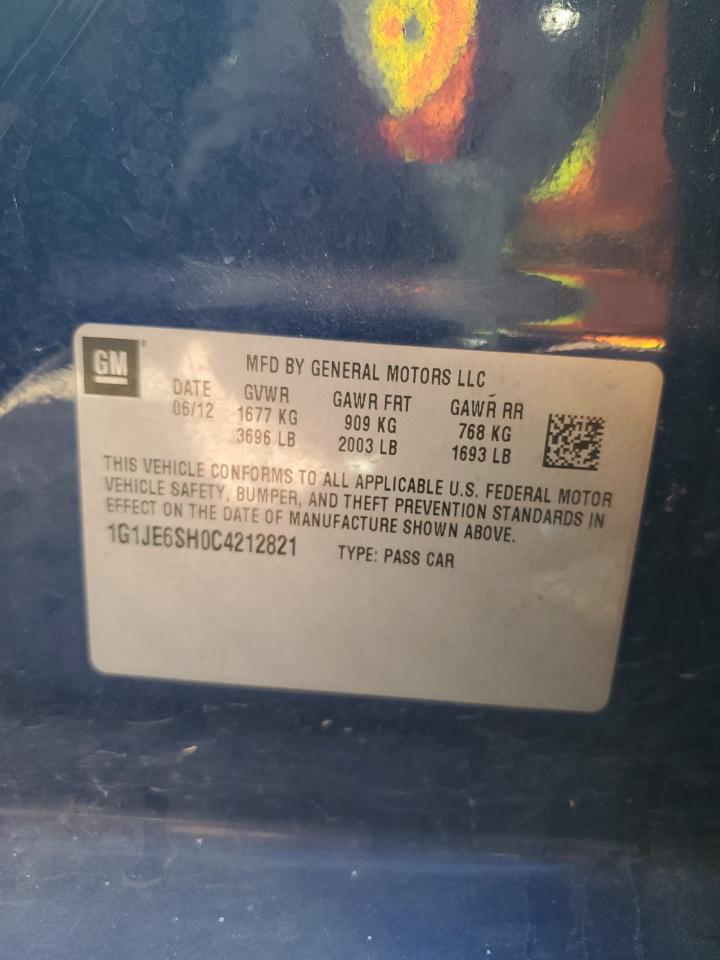 GM
MFD BY GENERAL MOTORS LLC
DATE GVWR GAWR FRT GAWR RR
06/12 1677 KG 909 KG 768 KG
3696 LB 2003 LB 1693 LB
THIS VEHICLE CONFORMS TO ALL APPLICABLE U.S. FEDERAL MOTOR
VEHICLE SAFETY, BUMPER, AND THEFT PREVENTION STANDARDS IN
EFFECT ON THE DATE OF MANUFACTURE SHOWN ABOVE.
1G1JE6SH0C4212821 TYPE: PASS CAR